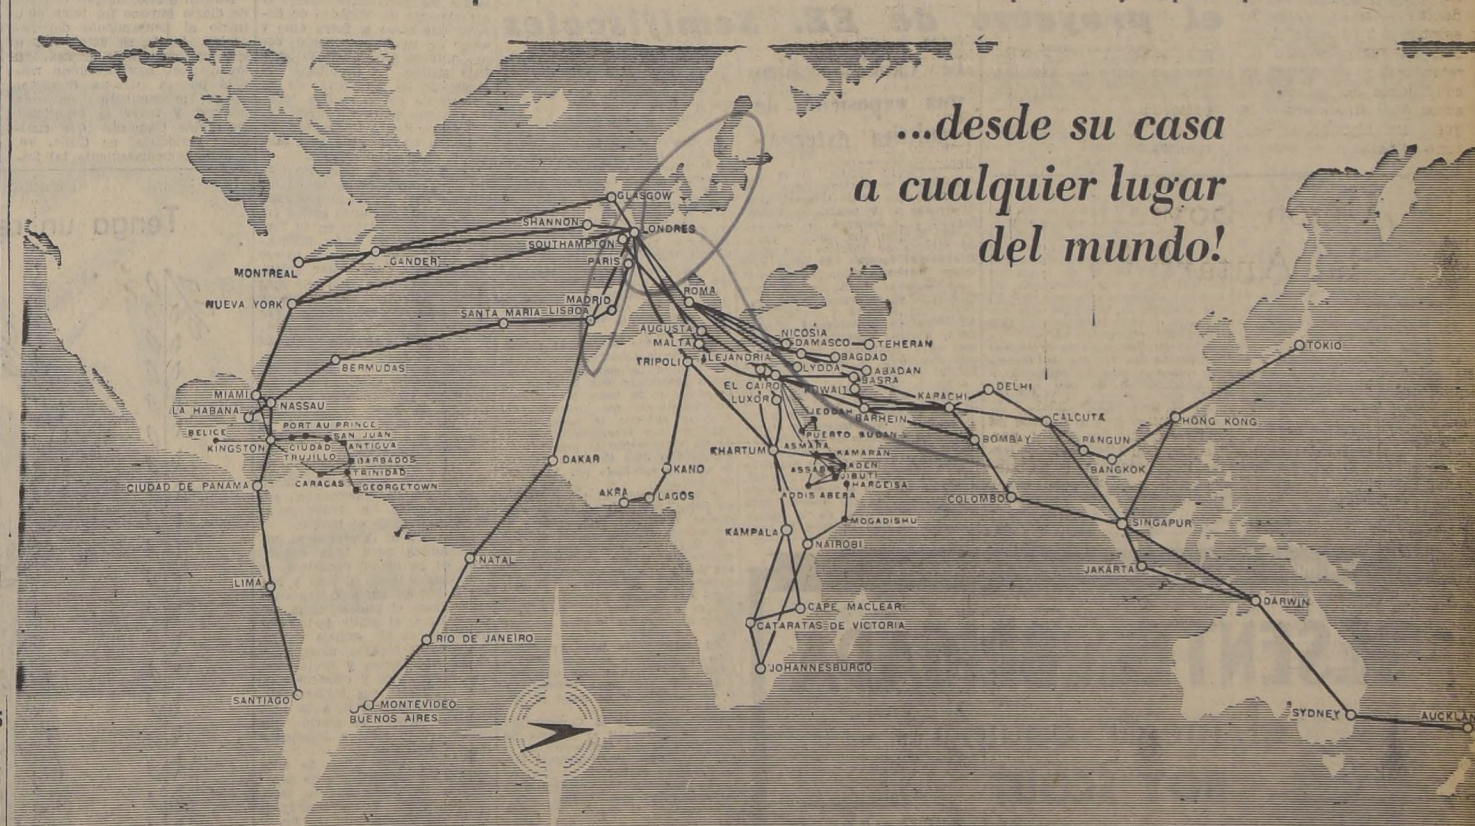 ...desde su casa
a cualquier lugar
del mundo!
GLASGOW
SHANNON
LONDRES
SOUTHAMPTON
GANDER
PARIS
MONTREAL
NUEVA YORK
ROMA
MADRID
SANTA MARIA
LISBOA
AUGUSTA
NICOSIA
MALTA
DAMASCO
TEHERAN
TOKIO
TRIPOLI
ALEJANDRIA
BAGDAD
BERMUDAS
LYDDA
ABADAN
BASRA
EL CAIRO
KUWAIT
DELHI
MIAMI
LUXOR
KARACHI
LA HABANA
NASSAU
JEDDAH
BARHEIN
CALCUTA
HONG KONG
BELICE
PORT AU PRINCE
SAN JUAN
PUERTO SUDAN
BOMBAY
RANGUN
KINGSTON
CIUDAD
TRUJILLO
ANTIGUA
KHARTUM
ASMARA
KAMARAN
BARBADOS
DAKAR
ADEN
BANGKOK
TRINIDAD
KANO
ASSAB
JIBUTI
CARACAS
GEORGETOWN
HARGEISA
CIUDAD DE PANAMA
AKRA
LAGOS
ADDIS ABEBA
COLOMBO
MOGADISHU
SINGAPUR
KAMPALA
NAIROBI
NATAL
JAKARTA
LIMA
DARWIN
CAPE MACLEAR
CATARATAS DE VICTORIA
RIO DE JANEIRO
JOHANNESBURGO
SANTIAGO
MONTEVIDEO
BUENOS AIRES
SYDNEY
AUCKLAN